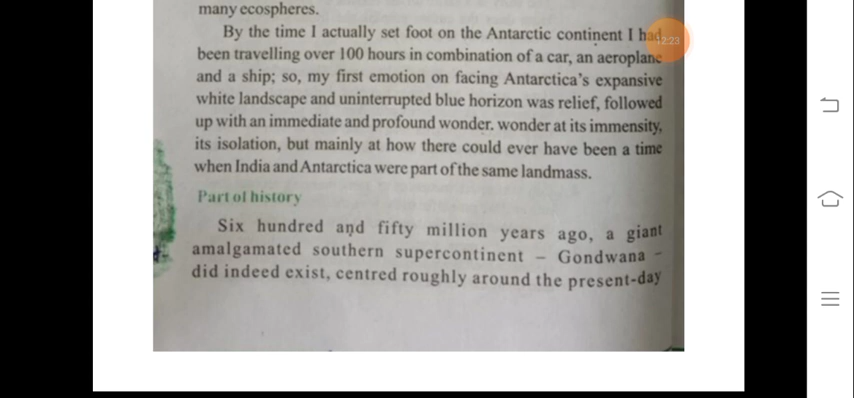 many ecospheres.
By the time I actually set foot on the Antarctic continent I had
12:23
been travelling over 100 hours in combination of a car, an aeroplane
and a ship; so, my first emotion on facing Antarctica's expansive
white landscape and uninterrupted blue horizon was relief, followed
up with an immediate and profound wonder. wonder at its immensity,
its isolation, but mainly at how there could ever have been a time
when India and Antarctica were part of the same landmass.
Part of history
Six hundred and fifty million years ago, a giant
amalgamated southern supercontinent – Gondwana –
did indeed exist, centred roughly around the present-day